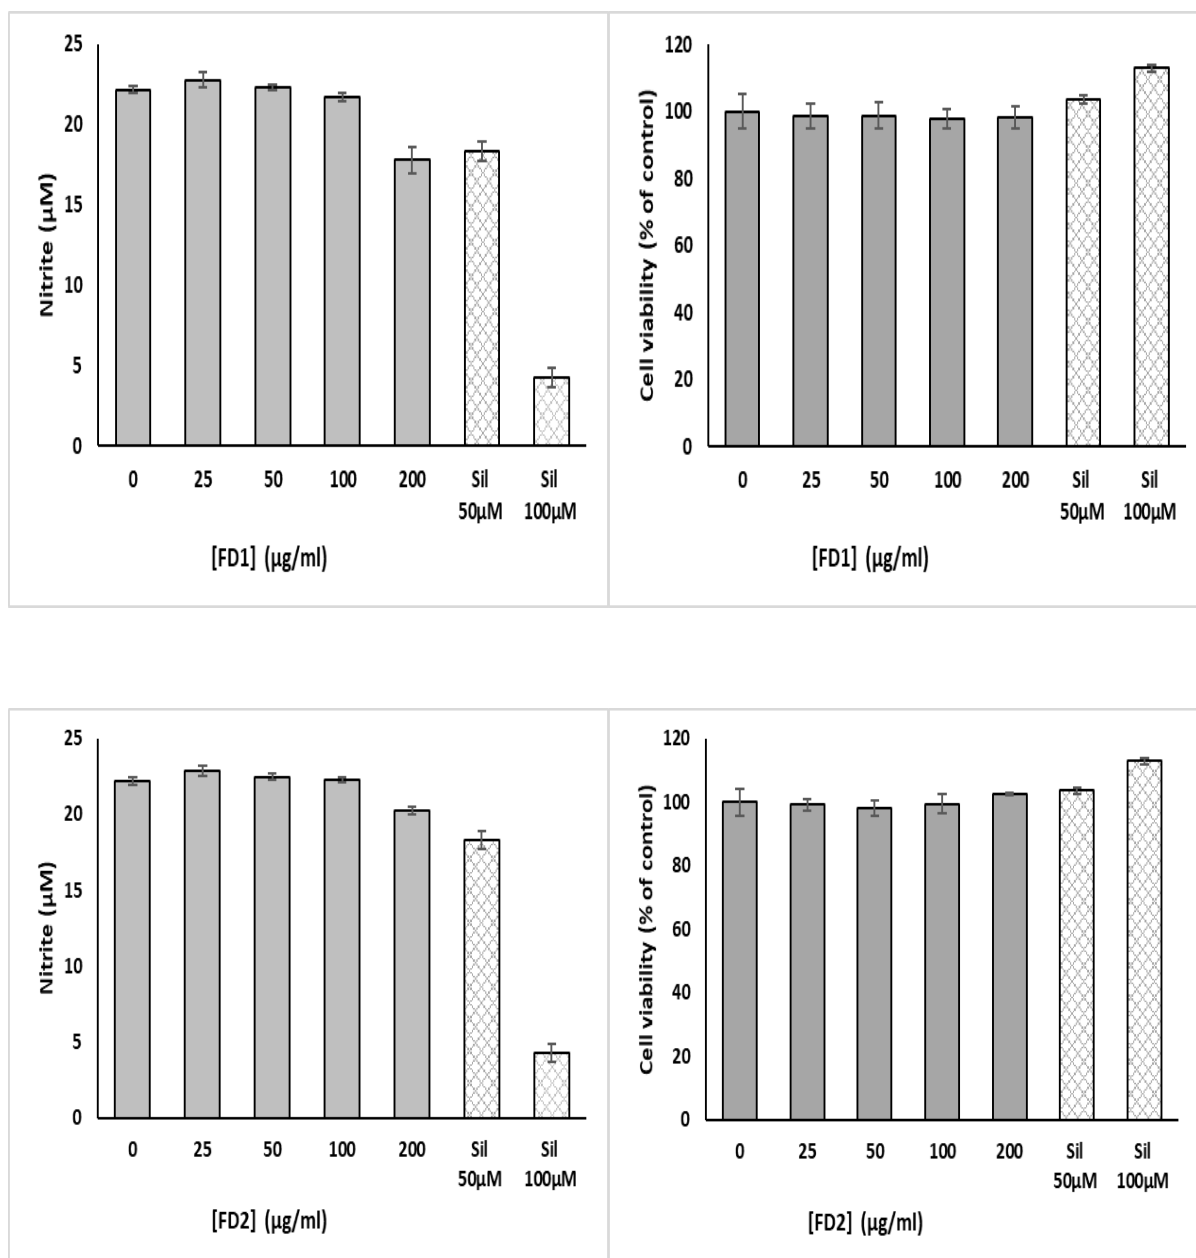 Nitrite (µM)
25
20
15
10
5
0
0 25 50 100 200 Sil Sil
50µM 100µM
[FD1] (µg/ml)
Cell viability (% of control)
120
100
80
60
40
20
0
0 25 50 100 200 Sil Sil
50µM 100µM
[FD1] (µg/ml)
Nitrite (µM)
25
20
15
10
5
0
0 25 50 100 200 Sil Sil
50µM 100µM
[FD2] (µg/ml)
Cell viability (% of control)
120
100
80
60
40
20
0
0 25 50 100 200 Sil Sil
50µM 100µM
[FD2] (µg/ml)